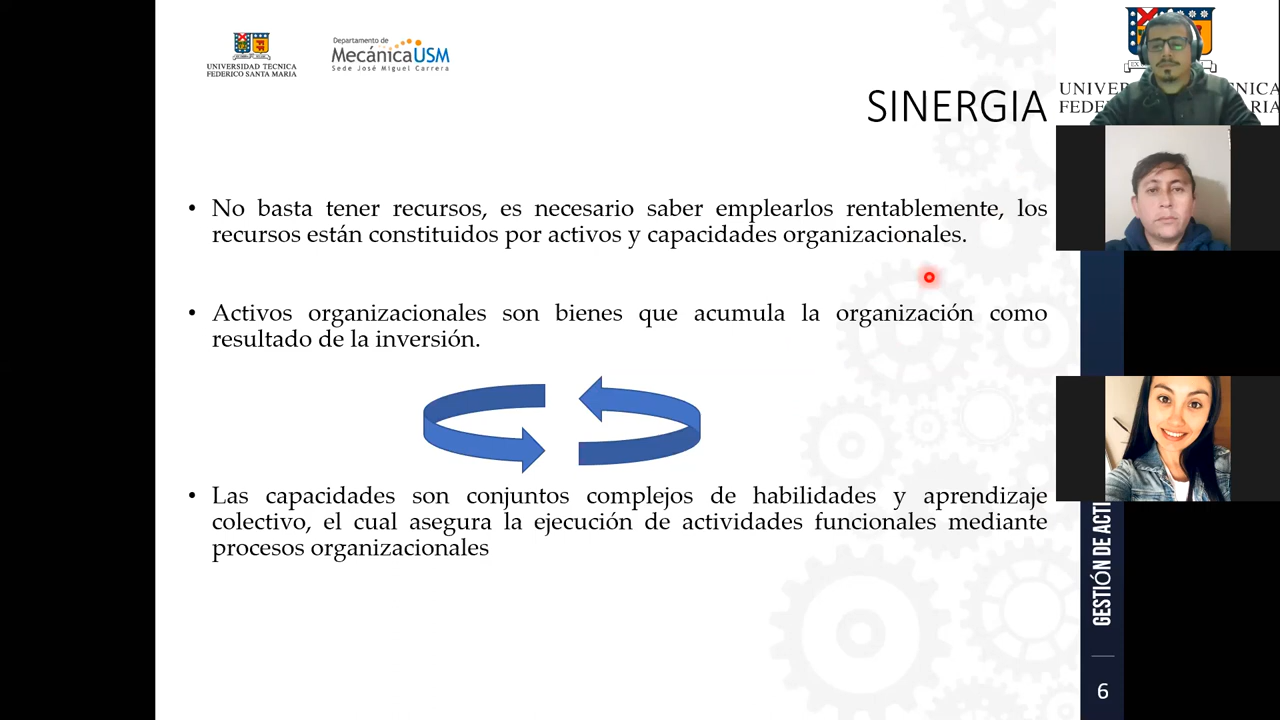 UNIVERSIDAD TECNICA
FEDERICO SANTA MARIA
Departamento de
MecánicaUSM
Sede José Miguel Carrera
SINERGIA
• No basta tener recursos, es necesario saber emplearlos rentablemente, los
recursos están constituidos por activos y capacidades organizacionales.
• Activos organizacionales son bienes que acumula la organización como
resultado de la inversión.
• Las capacidades son conjuntos complejos de habilidades y aprendizaje
colectivo, el cual asegura la ejecución de actividades funcionales mediante
procesos organizacionales
GESTIÓN DE ACTI
6